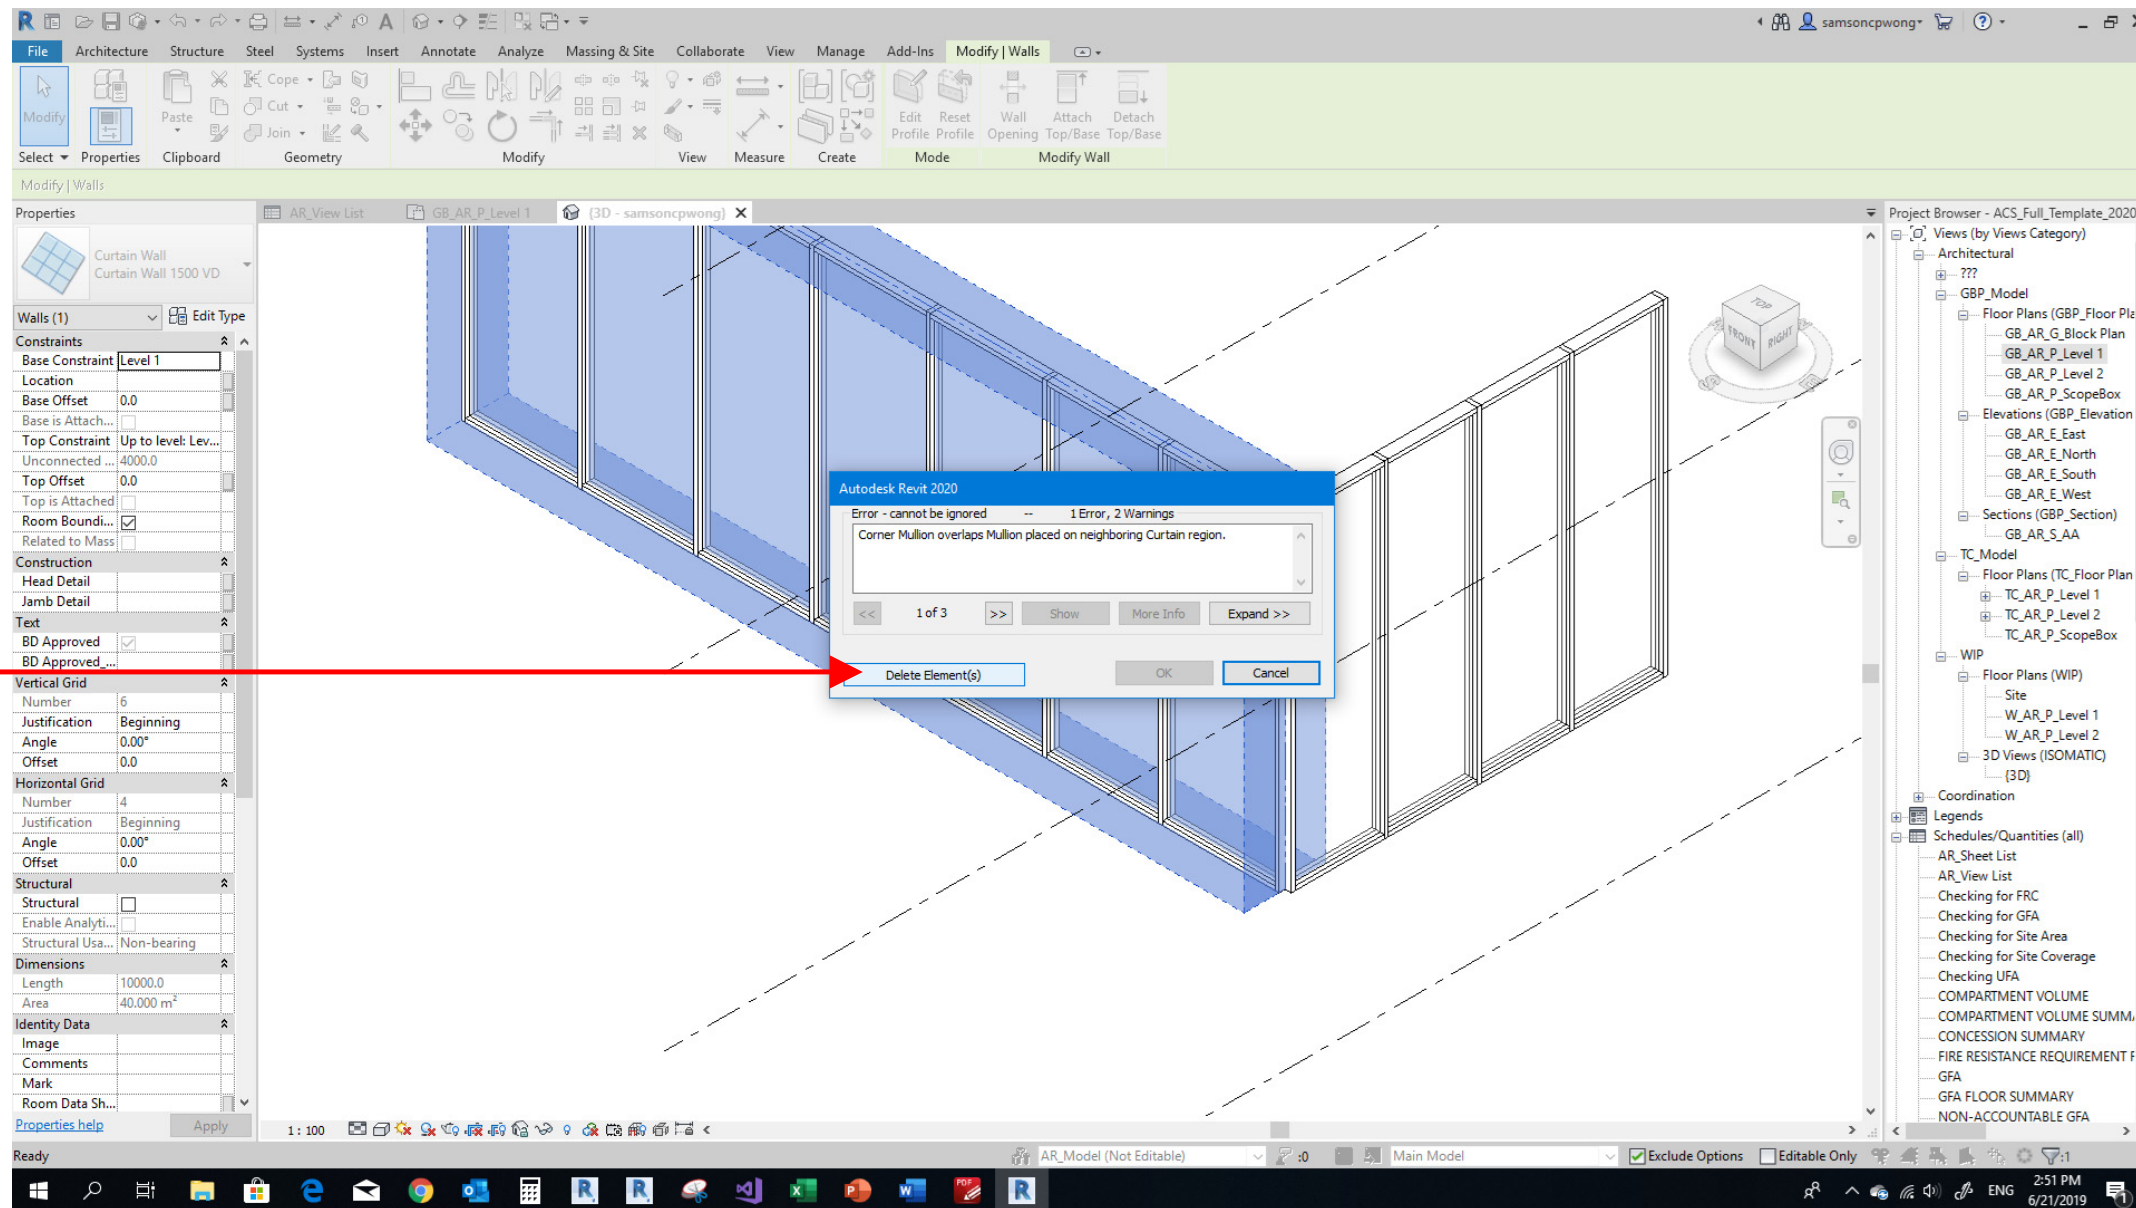 samsoncpwong
File Architecture Structure Steel Systems Insert Annotate Analyze Massing & Site Collaborate View Manage Add-Ins Modify | Walls
Modify
Paste
Cope
Cut
Join
Edit Profile
Reset Profile
Wall Opening
Attach Top/Base
Detach Top/Base
Select Properties Clipboard Geometry Modify View Measure Create Mode Modify Wall
Modify | Walls
Properties
AR_View List
GB_AR_P_Level 1
{3D - samsoncpwong}
Curtain Wall
Curtain Wall 1500 VD
Walls (1) Edit Type
Constraints
Base Constraint Level 1
Location
Base Offset 0.0
Base is Attach...
Top Constraint Up to level: Lev...
Unconnected ... 4000.0
Top Offset 0.0
Top is Attached
Room Boundi...
Related to Mass
Construction
Head Detail
Jamb Detail
Text
BD Approved
BD Approved_...
Vertical Grid
Number 6
Justification Beginning
Angle 0.00°
Offset 0.0
Horizontal Grid
Number 4
Justification Beginning
Angle 0.00°
Offset 0.0
Structural
Structural
Enable Analyti...
Structural Usa... Non-bearing
Dimensions
Length 10000.0
Area 40.000 m²
Identity Data
Image
Comments
Mark
Room Data Sh...
Properties help Apply
TOP
FRONT
RIGHT
Autodesk Revit 2020
Error - cannot be ignored -- 1 Error, 2 Warnings
Corner Mullion overlaps Mullion placed on neighboring Curtain region.
<< 1 of 3 >> Show More Info Expand >>
Delete Element(s) OK Cancel
Project Browser - ACS_Full_Template_2020
Views (by Views Category)
Architectural
???
GBP_Model
Floor Plans (GBP_Floor Pla
GB_AR_G_Block Plan
GB_AR_P_Level 1
GB_AR_P_Level 2
GB_AR_P_ScopeBox
Elevations (GBP_Elevation
GB_AR_E_East
GB_AR_E_North
GB_AR_E_South
GB_AR_E_West
Sections (GBP_Section)
GB_AR_S_AA
TC_Model
Floor Plans (TC_Floor Plan
TC_AR_P_Level 1
TC_AR_P_Level 2
TC_AR_P_ScopeBox
WIP
Floor Plans (WIP)
Site
W_AR_P_Level 1
W_AR_P_Level 2
3D Views (ISOMATIC)
{3D}
Coordination
Legends
Schedules/Quantities (all)
AR_Sheet List
AR_View List
Checking for FRC
Checking for GFA
Checking for Site Area
Checking for Site Coverage
Checking UFA
COMPARTMENT VOLUME
COMPARTMENT VOLUME SUMM
CONCESSION SUMMARY
FIRE RESISTANCE REQUIREMENT F
GFA
GFA FLOOR SUMMARY
NON-ACCOUNTABLE GFA
1 : 100
Ready AR_Model (Not Editable) :0 Main Model Exclude Options Editable Only :1
ENG
2:51 PM
6/21/2019